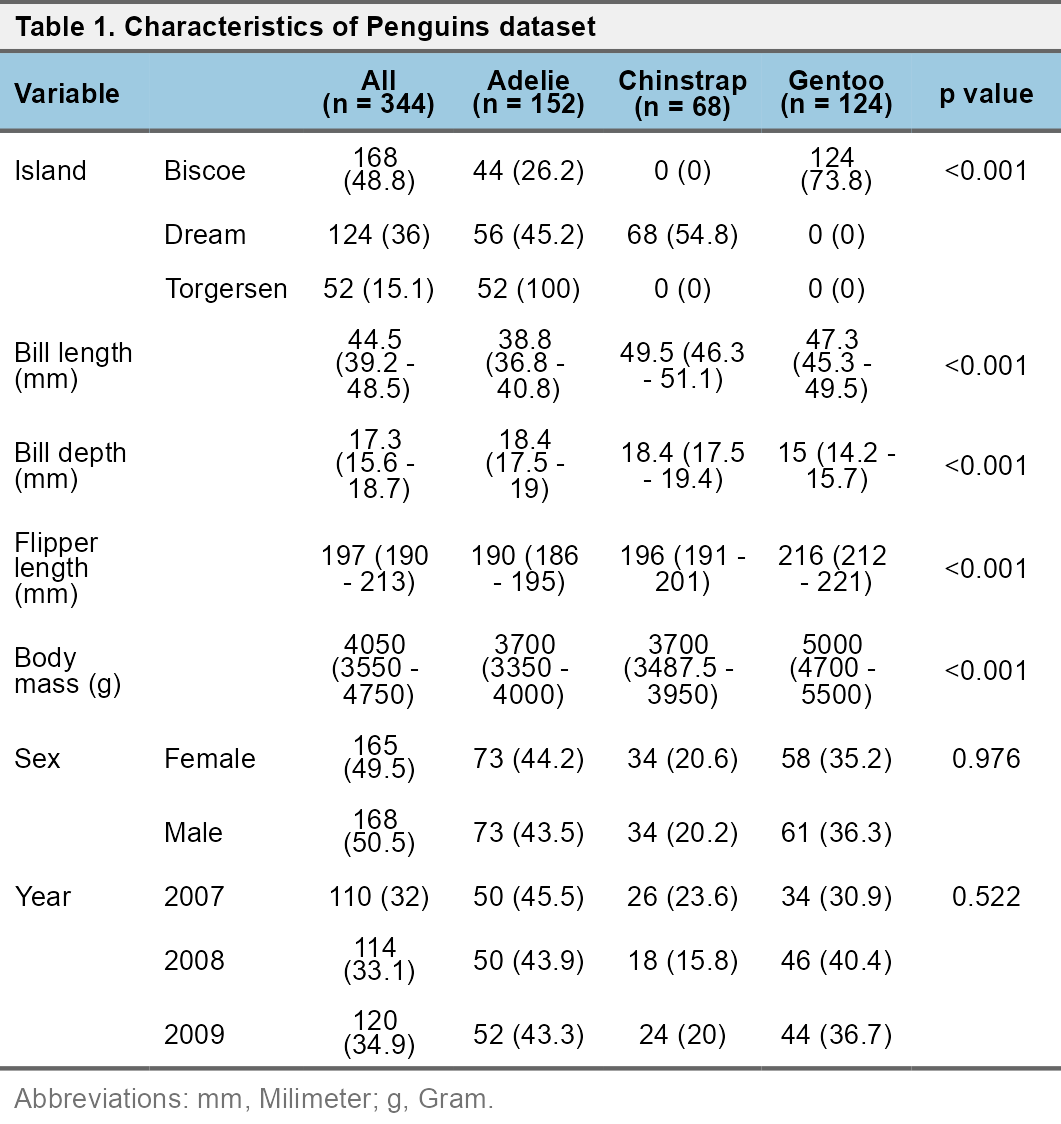 Table 1. Characteristics of Penguins dataset
Variable All (n = 344) Adelie (n = 152) Chinstrap (n = 68) Gentoo (n = 124) p value
Island Biscoe 168 (48.8) 44 (26.2) 0 (0) 124 (73.8) <0.001
Dream 124 (36) 56 (45.2) 68 (54.8) 0 (0)
Torgersen 52 (15.1) 52 (100) 0 (0) 0 (0)
Bill length (mm) 44.5 (39.2 - 48.5) 38.8 (36.8 - 40.8) 49.5 (46.3 - 51.1) 47.3 (45.3 - 49.5) <0.001
Bill depth (mm) 17.3 (15.6 - 18.7) 18.4 (17.5 - 19) 18.4 (17.5 - 19.4) 15 (14.2 - 15.7) <0.001
Flipper length (mm) 197 (190 - 213) 190 (186 - 195) 196 (191 - 201) 216 (212 - 221) <0.001
Body mass (g) 4050 (3550 - 4750) 3700 (3350 - 4000) 3700 (3487.5 - 3950) 5000 (4700 - 5500) <0.001
Sex Female 165 (49.5) 73 (44.2) 34 (20.6) 58 (35.2) 0.976
Male 168 (50.5) 73 (43.5) 34 (20.2) 61 (36.3)
Year 2007 110 (32) 50 (45.5) 26 (23.6) 34 (30.9) 0.522
2008 114 (33.1) 50 (43.9) 18 (15.8) 46 (40.4)
2009 120 (34.9) 52 (43.3) 24 (20) 44 (36.7)
Abbreviations: mm, Milimeter; g, Gram.